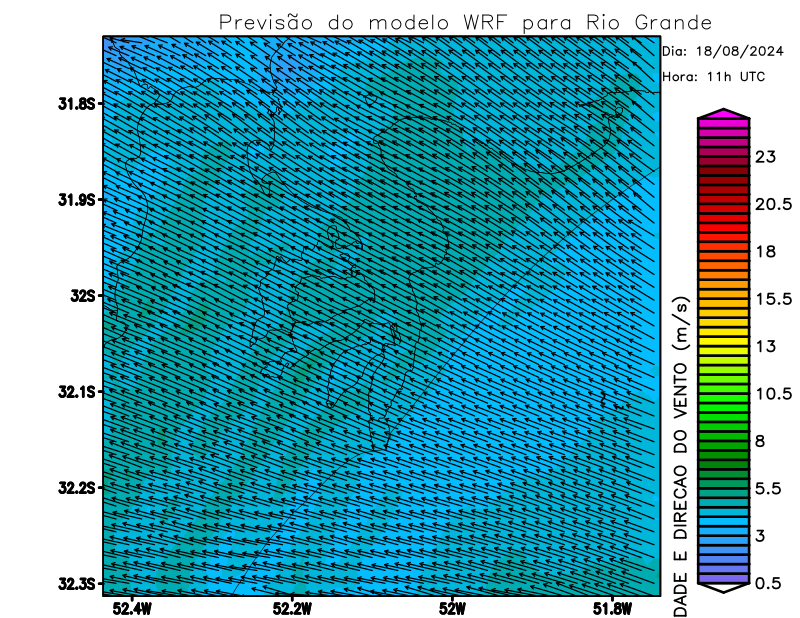 Previsão do modelo WRF para Rio Grande
Dia: 18/08/2024
Hora: 11h UTC
31.8S
31.9S
32S
32.1S
32.2S
32.3S
52.4W
52.2W
52W
51.8W
DADE E DIRECAO DO VENTO (m/s)
23
20.5
18
15.5
13
10.5
8
5.5
3
0.5